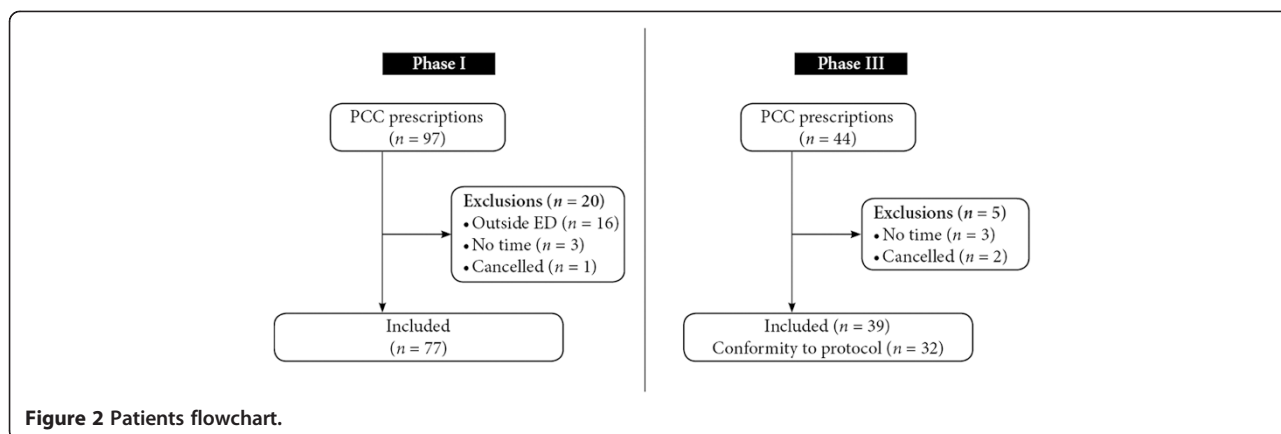 Phase I
PCC prescriptions
(n = 97)
Exclusions (n = 20)
• Outside ED (n = 16)
• No time (n = 3)
• Cancelled (n = 1)
Included
(n = 77)
Phase III
PCC prescriptions
(n = 44)
Exclusions (n = 5)
• No time (n = 3)
• Cancelled (n = 2)
Included (n = 39)
Conformity to protocol (n = 32)
Figure 2 Patients flowchart.